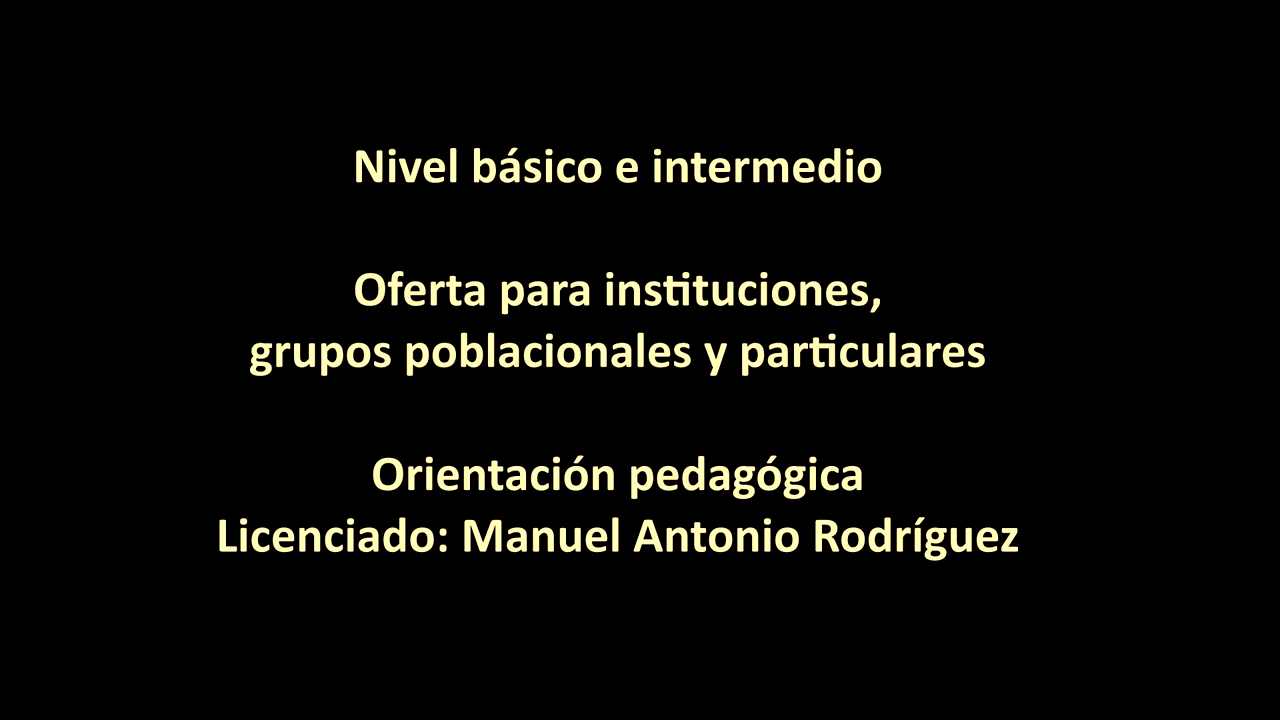 Nivel básico e intermedio
Oferta para instituciones,
grupos poblacionales y particulares
Orientación pedagógica
Licenciado: Manuel Antonio Rodríguez